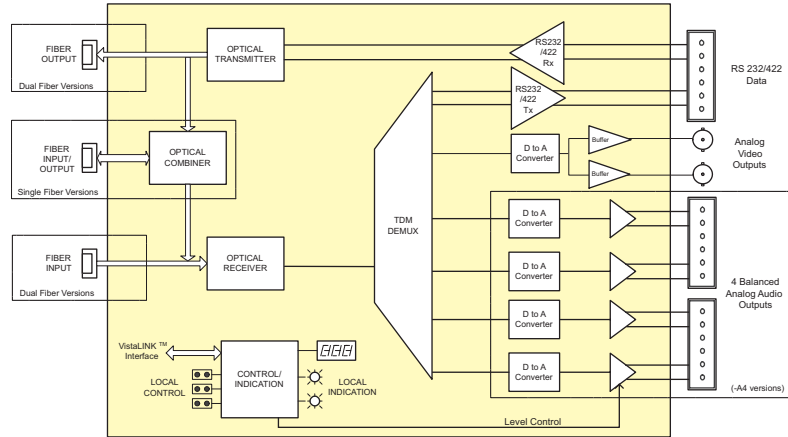 FIBER
OUTPUT
Dual Fiber Versions
OPTICAL
TRANSMITTER
RS232
/422
Rx
RS232
/422
Tx
RS 232/422
Data
FIBER
INPUT/
OUTPUT
Single Fiber Versions
OPTICAL
COMBINER
D to A
Converter
Buffer
Buffer
Analog
Video
Outputs
TDM
DEMUX
FIBER
INPUT
Dual Fiber Versions
OPTICAL
RECEIVER
D to A
Converter
D to A
Converter
D to A
Converter
D to A
Converter
4 Balanced
Analog Audio
Outputs
(-A4 versions)
VistaLINK ™
Interface
LOCAL
CONTROL
CONTROL/
INDICATION
LOCAL
INDICATION
Level Control